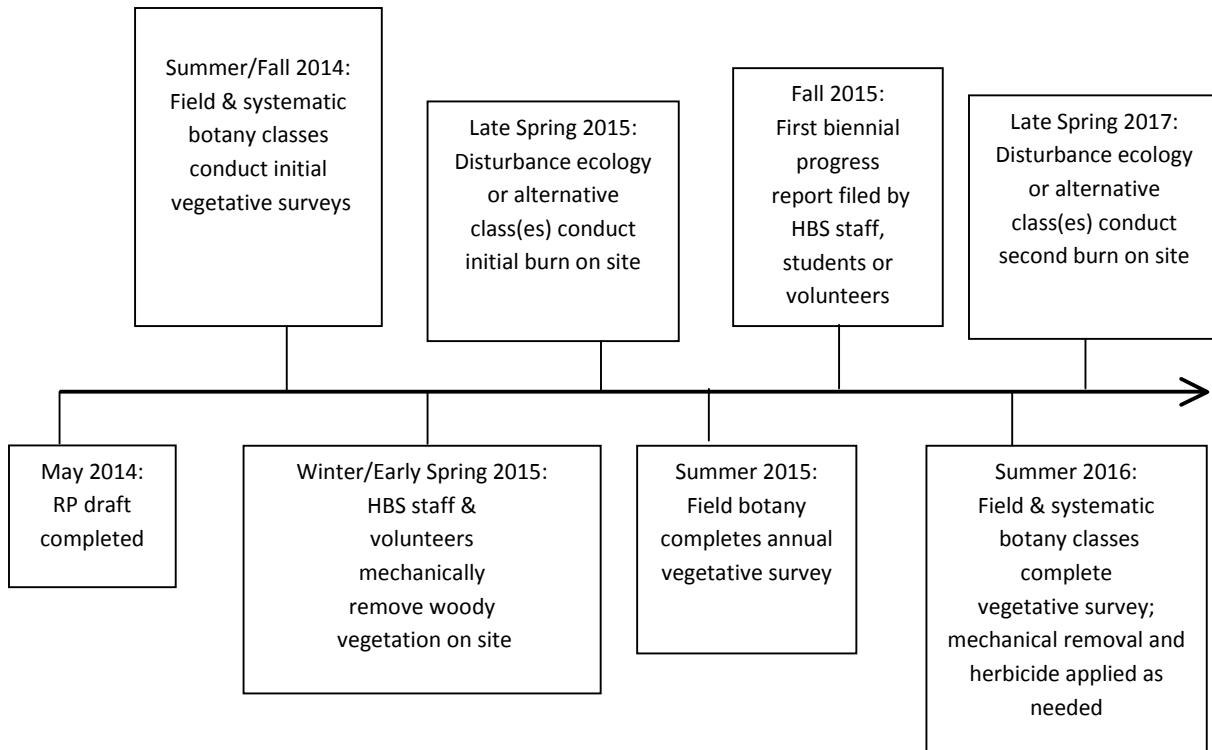 Summer/Fall 2014:
Field & systematic
botany classes
conduct initial
vegetative surveys
Late Spring 2015:
Disturbance ecology
or alternative
class(es) conduct
initial burn on site
Fall 2015:
First biennial
progress
report filed by
HBS staff,
students or
volunteers
Late Spring 2017:
Disturbance ecology
or alternative
class(es) conduct
second burn on site
May 2014:
RP draft
completed
Winter/Early Spring 2015:
HBS staff &
volunteers
mechanically
remove woody
vegetation on site
Summer 2015:
Field botany
completes annual
vegetative survey
Summer 2016:
Field & systematic
botany classes
complete
vegetative survey;
mechanical removal and
herbicide applied as
needed